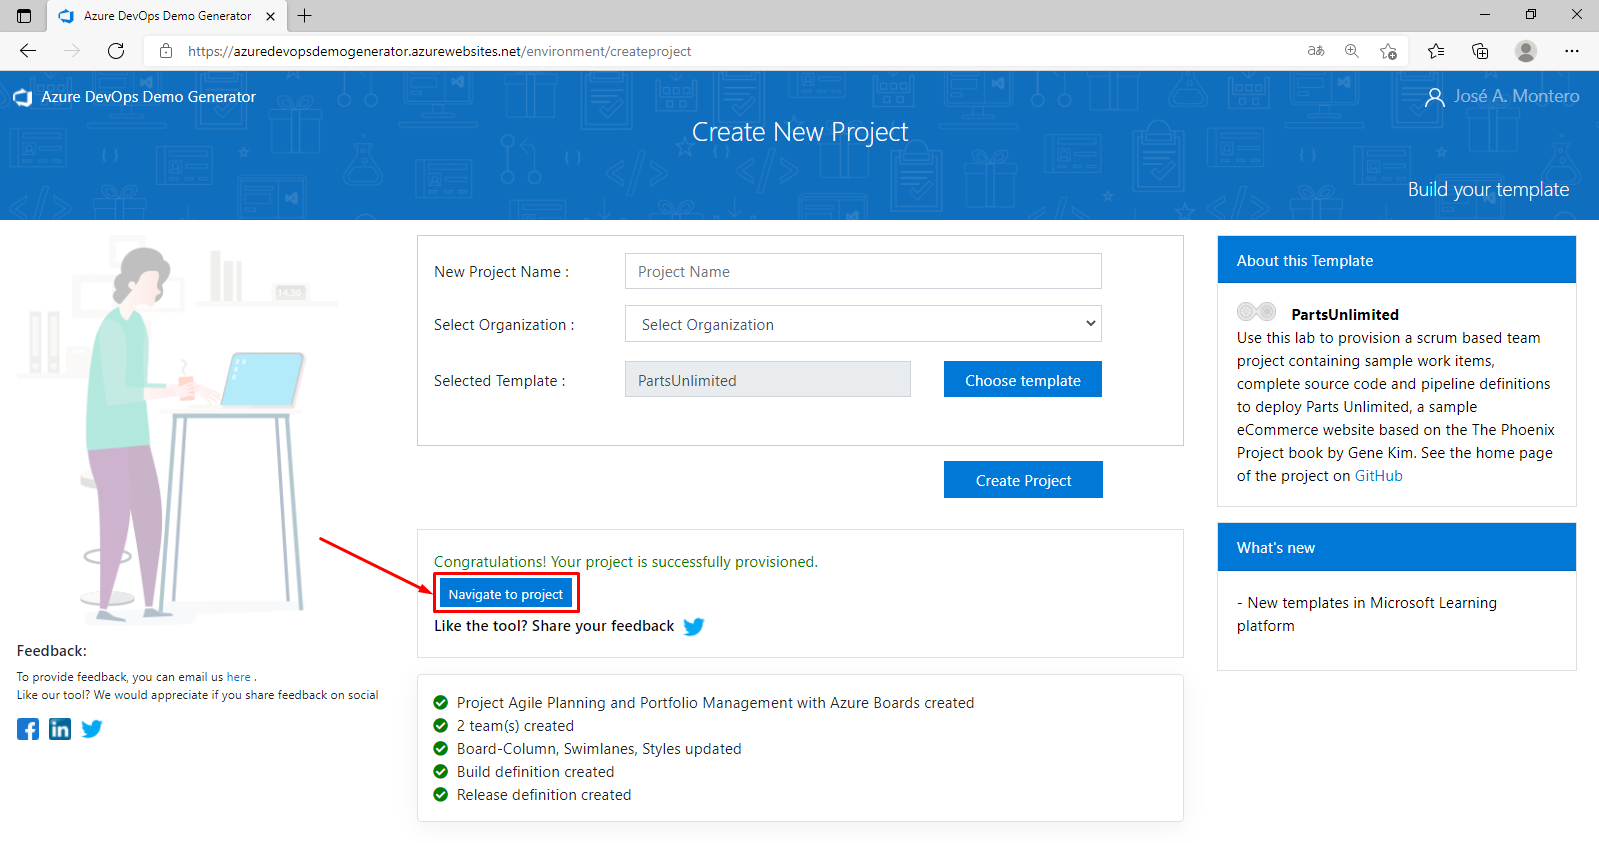 Azure DevOps Demo Generator
https://azuredevopsdemogenerator.azurewebsites.net/environment/createproject
aあ
Azure DevOps Demo Generator
José A. Montero
Create New Project
Build your template
14:30
New Project Name :
Project Name
Select Organization :
Select Organization
Selected Template :
PartsUnlimited
Choose template
Create Project
Congratulations! Your project is successfully provisioned.
Navigate to project
Like the tool? Share your feedback
Project Agile Planning and Portfolio Management with Azure Boards created
2 team(s) created
Board-Column, Swimlanes, Styles updated
Build definition created
Release definition created
Feedback:
To provide feedback, you can email us here .
Like our tool? We would appreciate if you share feedback on social
About this Template
PartsUnlimited
Use this lab to provision a scrum based team
project containing sample work items,
complete source code and pipeline definitions
to deploy Parts Unlimited, a sample
eCommerce website based on the The Phoenix
Project book by Gene Kim. See the home page
of the project on GitHub
What's new
- New templates in Microsoft Learning
platform